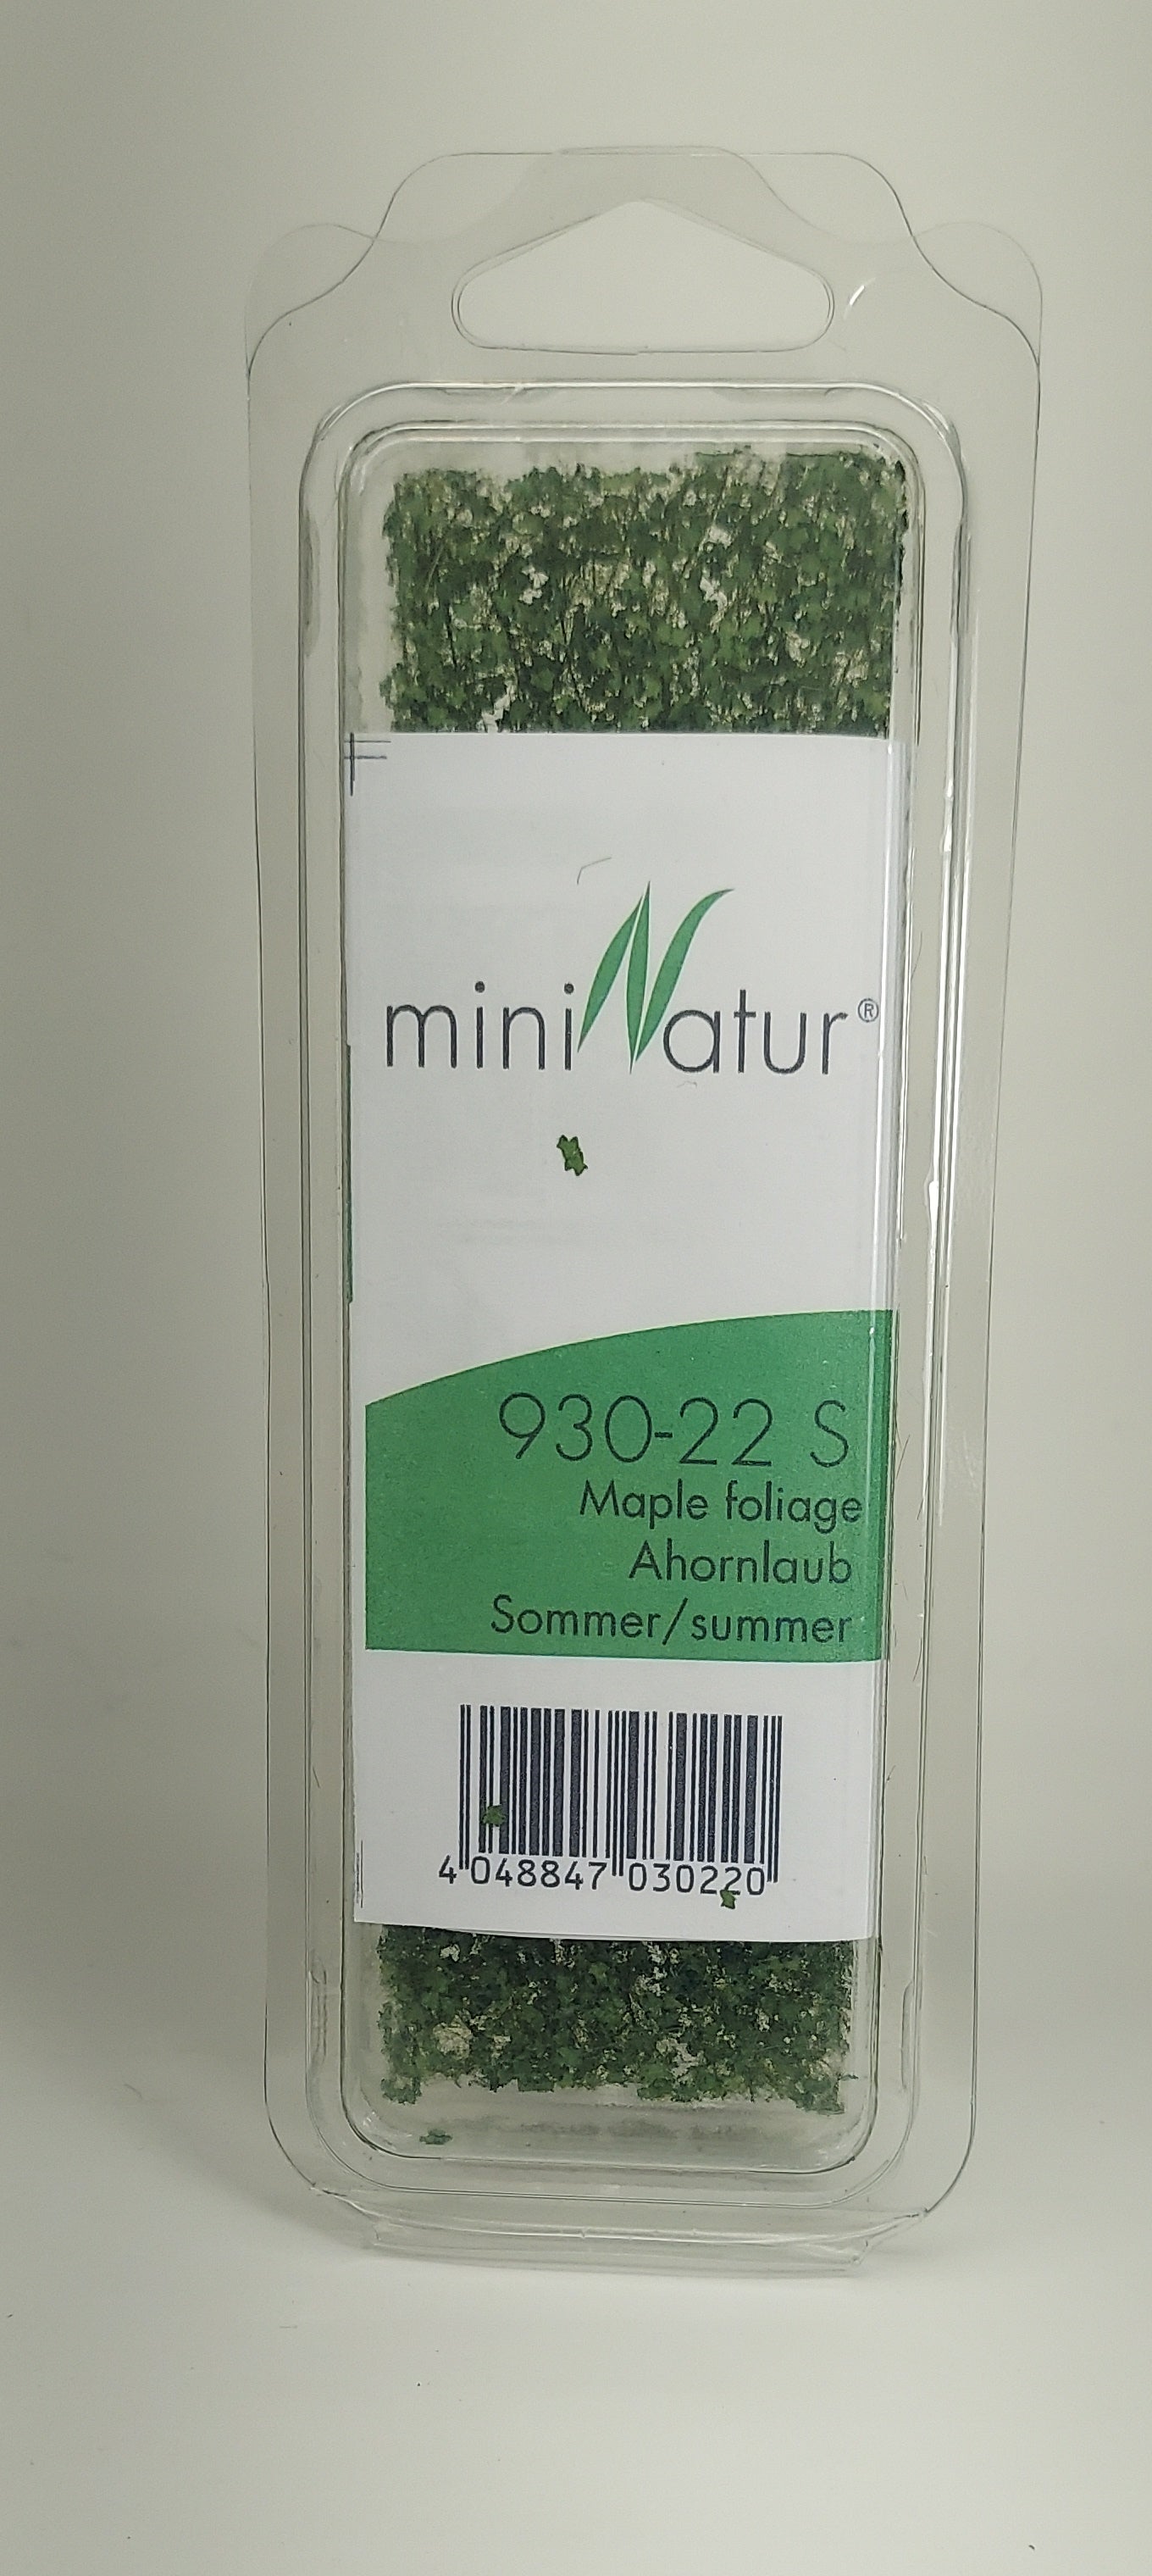 miniNatur®
930-22 S
Maple foliage
Ahornlaub
Sommer/summer
4 048847 030220